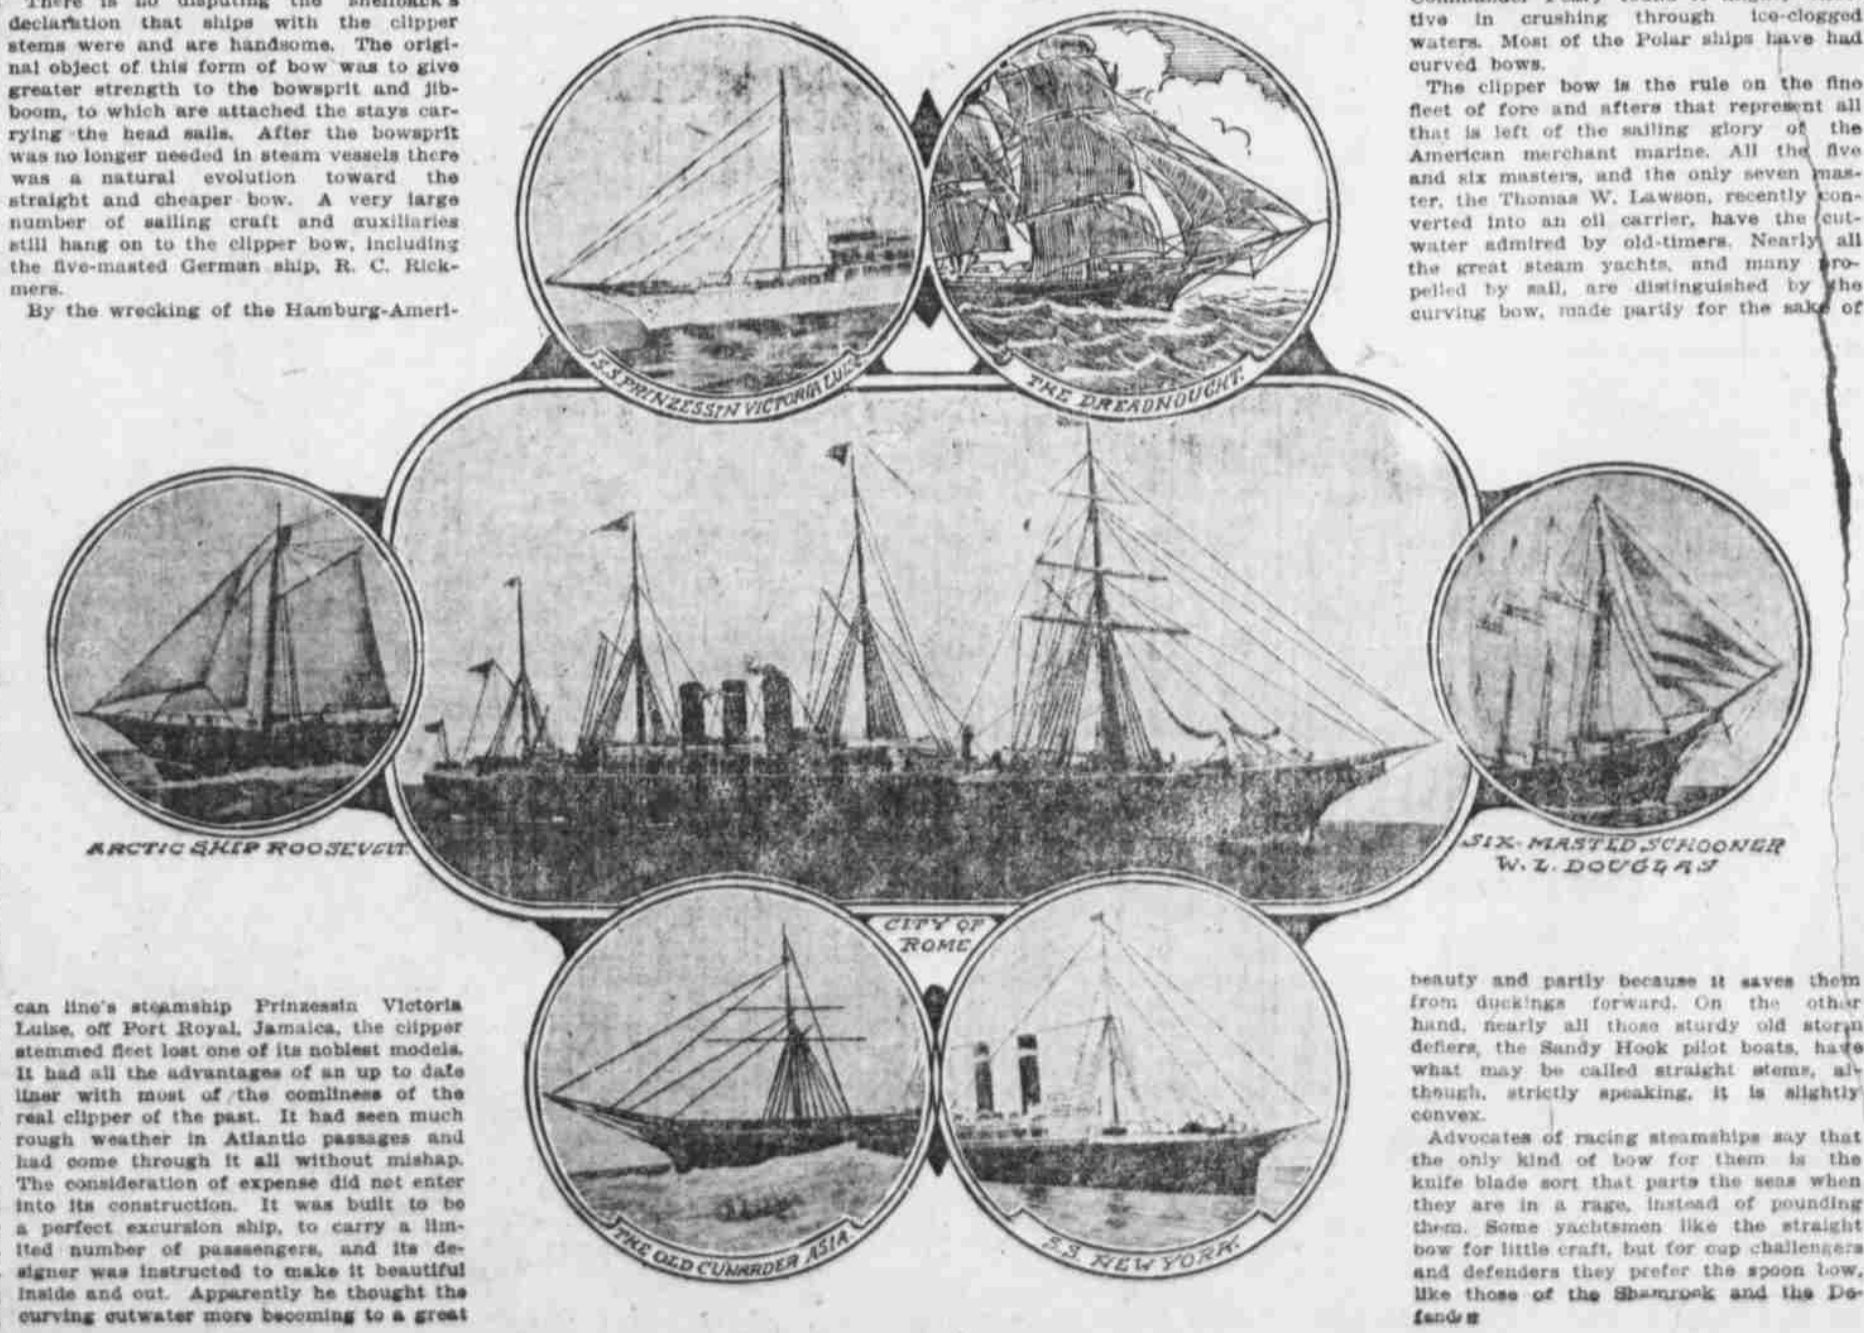 There is no disputing the shellback's
declaration that ships with the clipper
stems were and are handsome. The origi-
nal object of this form of bow was to give
greater strength to the bowsprit and jib-
boom, to which are attached the stays car-
rying the head sails. After the bowsprit
was no longer needed in steam vessels there
was a natural evolution toward the
straight and cheaper bow. A very large
number of sailing craft and auxiliaries
still hang on to the clipper bow, including
the five-masted German ship, R. C. Rick-
mers.
By the wrecking of the Hamburg-Ameri-
can line's steamship Prinzessin Victoria
Luise, off Port Royal, Jamaica, the clipper
stemmed fleet lost one of its noblest models.
It had all the advantages of an up to date
liner with most of the comliness of the
real clipper of the past. It had seen much
rough weather in Atlantic passages and
had come through it all without mishap.
The consideration of expense did not enter
into its construction. It was built to be
a perfect excursion ship, to carry a lim-
ited number of passsengers, and its de-
signer was instructed to make it beautiful
inside and out. Apparently he thought the
curving cutwater more becoming to a great
S.S. PRINZESSIN VICTORIA LUISE
THE DREADNOUGHT.
ARCTIC SHIP ROOSEVELT
SIX-MASTED SCHOONER
W. L. DOUGLAS
CITY OF
ROME
THE OLD CUNARDER ASIA.
S.S. NEW YORK.
Commander Peary found
tive in crushing through ice-clogged
waters. Most of the Polar ships have had
curved bows.
The clipper bow is the rule on the fine
fleet of fore and afters that represent all
that is left of the sailing glory of the
American merchant marine. All the five
and six masters, and the only seven mas-
ter, the Thomas W. Lawson, recently con-
verted into an oil carrier, have the cut-
water admired by old-timers. Nearly all
the great steam yachts, and many pro-
pelled by sail, are distinguished by the
curving bow, made partly for the sake of
beauty and partly because it saves them
from duckings forward. On the other
hand, nearly all those sturdy old storm
defiers, the Sandy Hook pilot boats, have
what may be called straight stems, al-
though, strictly speaking, it is slightly
convex.
Advocates of racing steamships say that
the only kind of bow for them is the
knife blade sort that parts the seas when
they are in a rage, instead of pounding
them. Some yachtsmen like the straight
bow for little craft, but for cup challengers
and defenders they prefer the spoon bow,
like those of the Shamrock and the De-